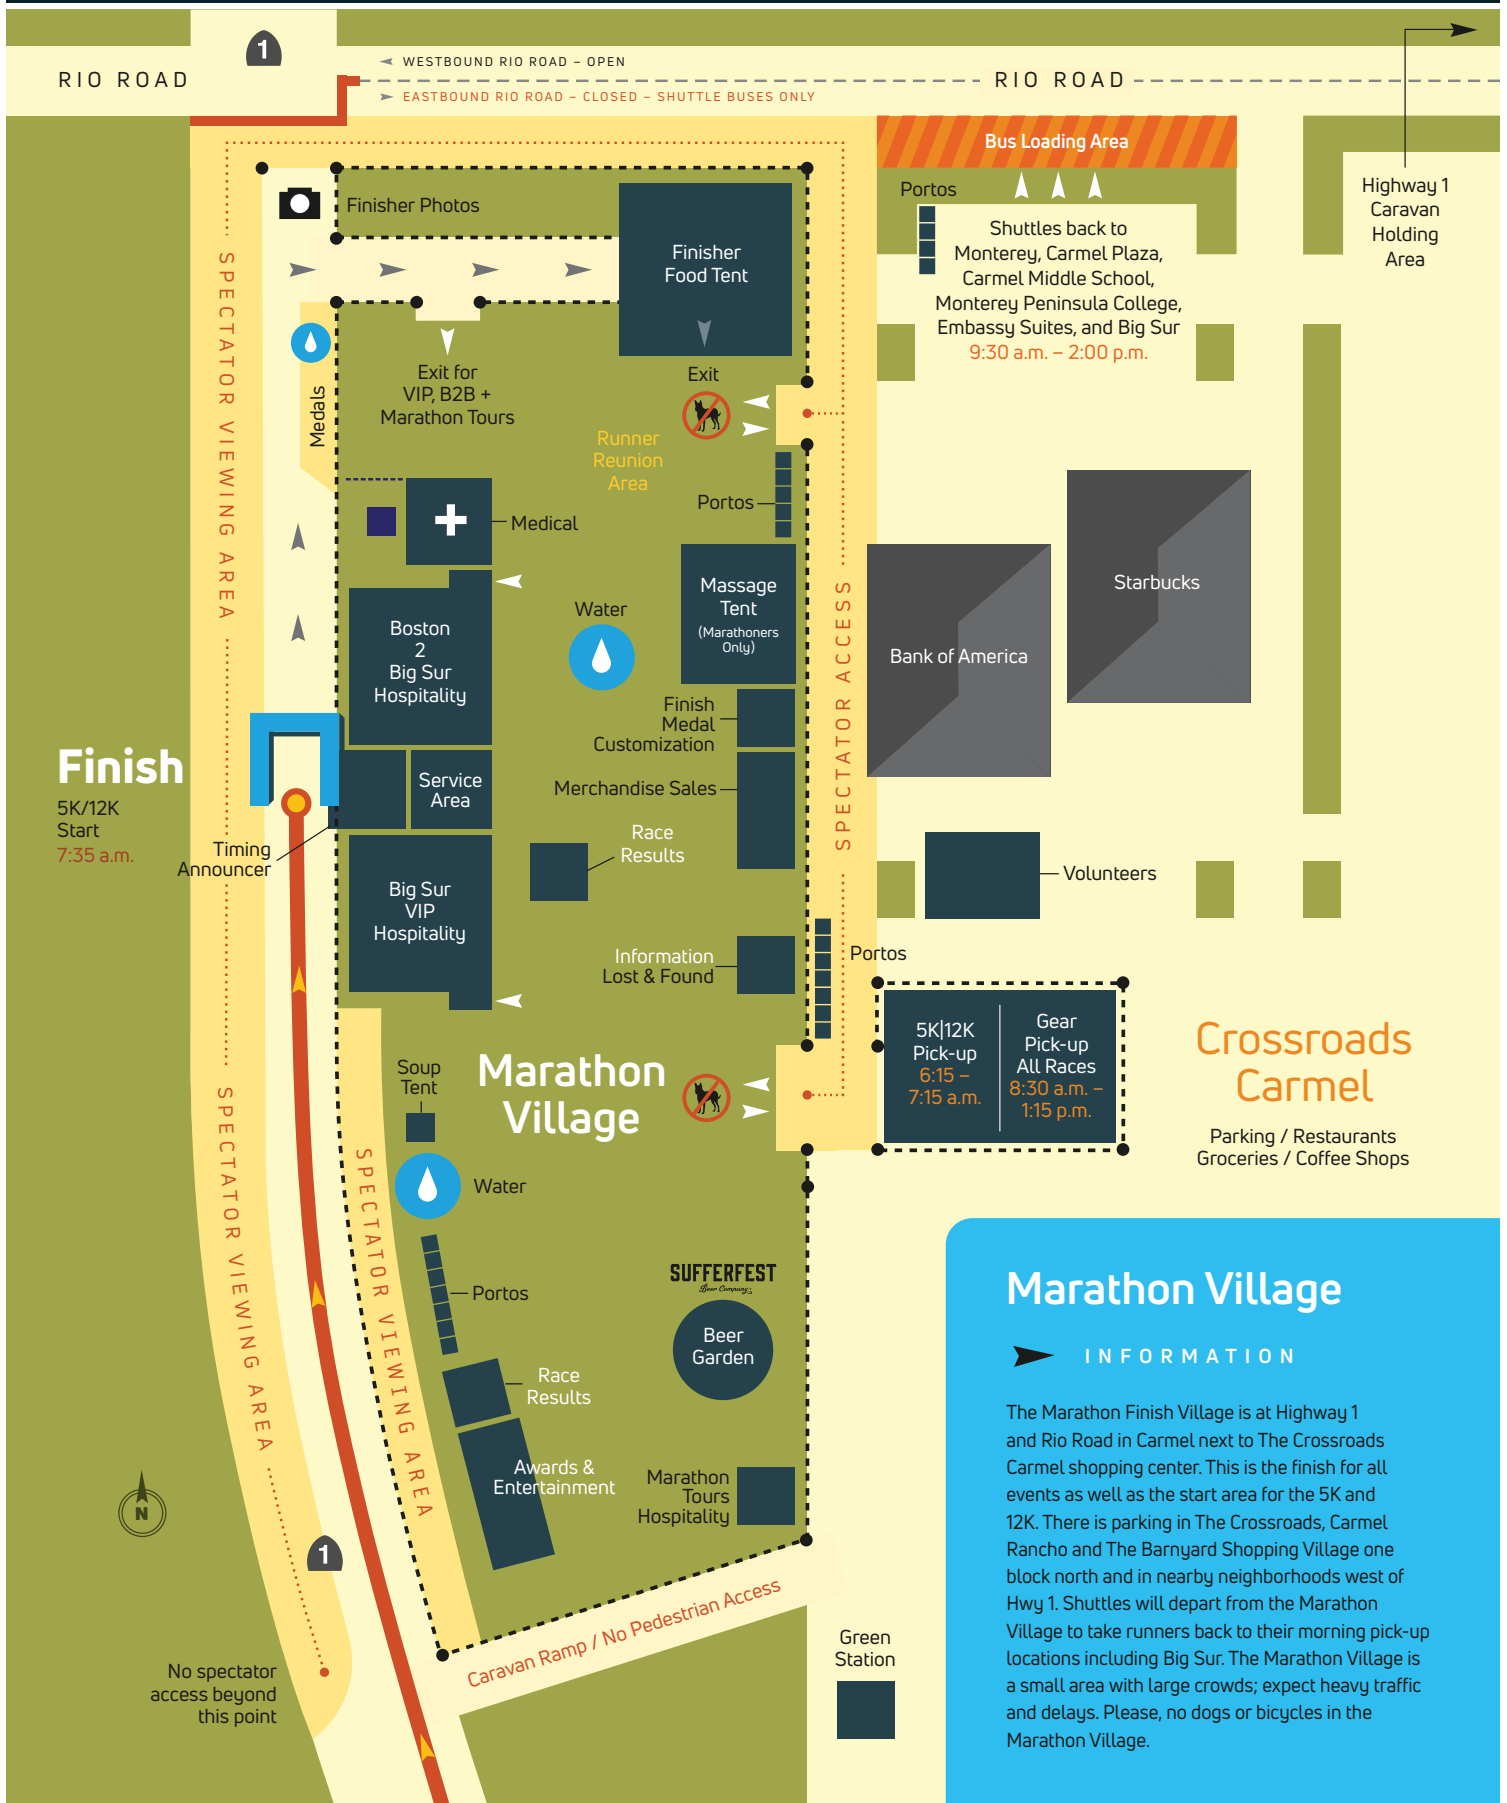 1
RIO ROAD
WESTBOUND RIO ROAD – OPEN
RIO ROAD
EASTBOUND RIO ROAD – CLOSED – SHUTTLE BUSES ONLY
Bus Loading Area
Highway 1
Caravan
Holding
Area
Portos
Shuttles back to
Monterey, Carmel Plaza,
Carmel Middle School,
Monterey Peninsula College,
Embassy Suites, and Big Sur
9:30 a.m. – 2:00 p.m.
Finisher Photos
Finisher
Food Tent
SPECTATOR VIEWING AREA
Medals
Exit for
VIP, B2B +
Marathon Tours
Exit
Runner
Reunion
Area
Portos
Medical
Boston
2
Big Sur
Hospitality
Water
Massage
Tent
(Marathoners
Only)
SPECTATOR ACCESS
Bank of America
Starbucks
Finish
Medal
Customization
Merchandise Sales
Finish
5K/12K
Start
7:35 a.m.
Service
Area
Timing
Announcer
Race
Results
Volunteers
Big Sur
VIP
Hospitality
Information
Lost & Found
Portos
5K|12K
Pick-up
6:15 –
7:15 a.m.
Gear
Pick-up
All Races
8:30 a.m. –
1:15 p.m.
Crossroads
Carmel
Parking / Restaurants
Groceries / Coffee Shops
Soup
Tent
Marathon
Village
Water
SPECTATOR VIEWING AREA
SPECTATOR VIEWING AREA
Portos
SUFFERFEST
Beer Company
Beer
Garden
Race
Results
Awards &
Entertainment
Marathon
Tours
Hospitality
N
1
Caravan Ramp / No Pedestrian Access
No spectator
access beyond
this point
Green
Station
Marathon Village
INFORMATION
The Marathon Finish Village is at Highway 1
and Rio Road in Carmel next to The Crossroads
Carmel shopping center. This is the finish for all
events as well as the start area for the 5K and
12K. There is parking in The Crossroads, Carmel
Rancho and The Barnyard Shopping Village one
block north and in nearby neighborhoods west of
Hwy 1. Shuttles will depart from the Marathon
Village to take runners back to their morning pick-up
locations including Big Sur. The Marathon Village is
a small area with large crowds; expect heavy traffic
and delays. Please, no dogs or bicycles in the
Marathon Village.